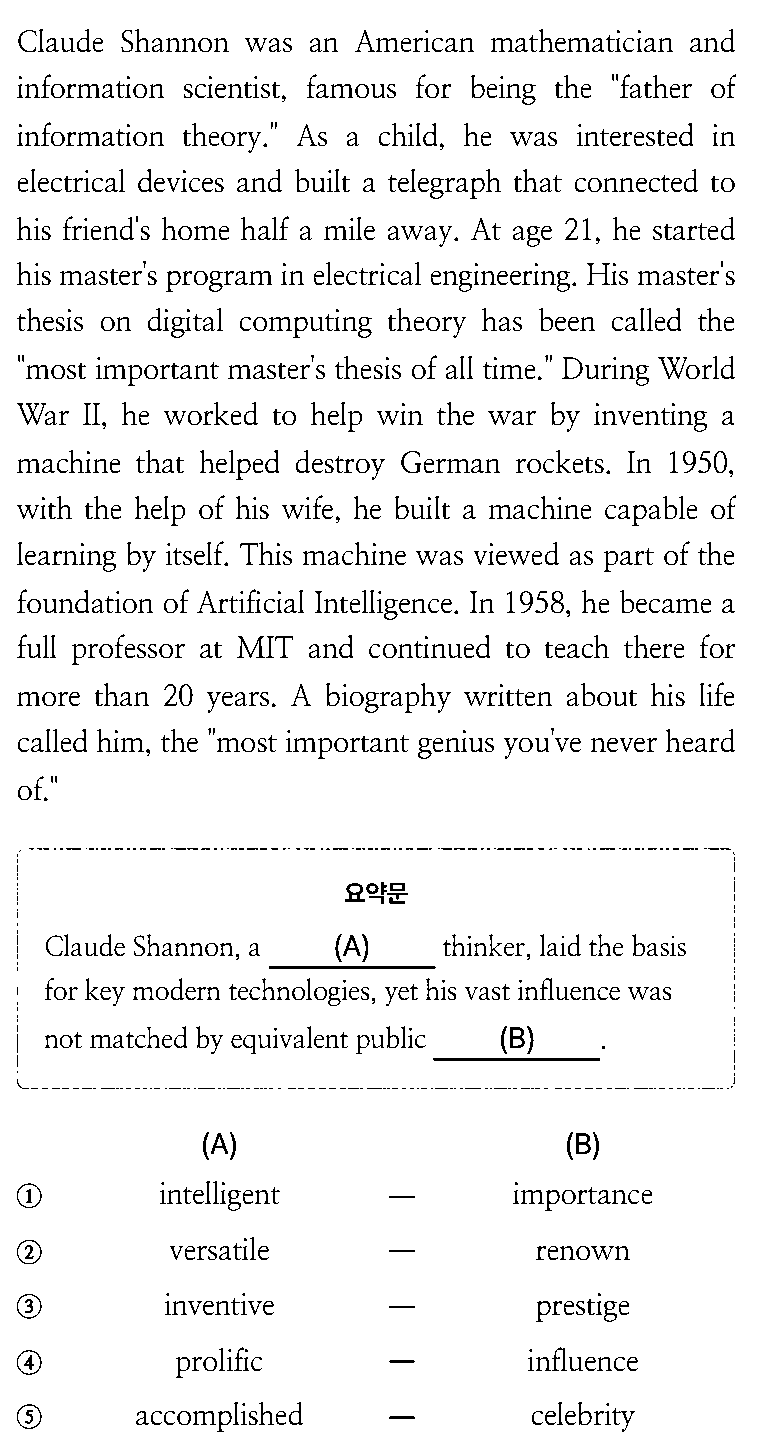 Claude Shannon was an American mathematician and
information scientist, famous for being the "father of
information theory." As a child, he was interested in
electrical devices and built a telegraph that connected to
his friend's home half a mile away. At age 21, he started
his master's program in electrical engineering. His master's
thesis on digital computing theory has been called the
"most important master's thesis of all time." During World
War II, he worked to help win the war by inventing a
machine that helped destroy German rockets. In 1950,
with the help of his wife, he built a machine capable of
learning by itself. This machine was viewed as part of the
foundation of Artificial Intelligence. In 1958, he became a
full professor at MIT and continued to teach there for
more than 20 years. A biography written about his life
called him, the "most important genius you've never heard
of."
요약문
Claude Shannon, a (A) thinker, laid the basis
for key modern technologies, yet his vast influence was
not matched by equivalent public (B) .
(A) (B)
① intelligent — importance
② versatile — renown
③ inventive — prestige
④ prolific — influence
⑤ accomplished — celebrity